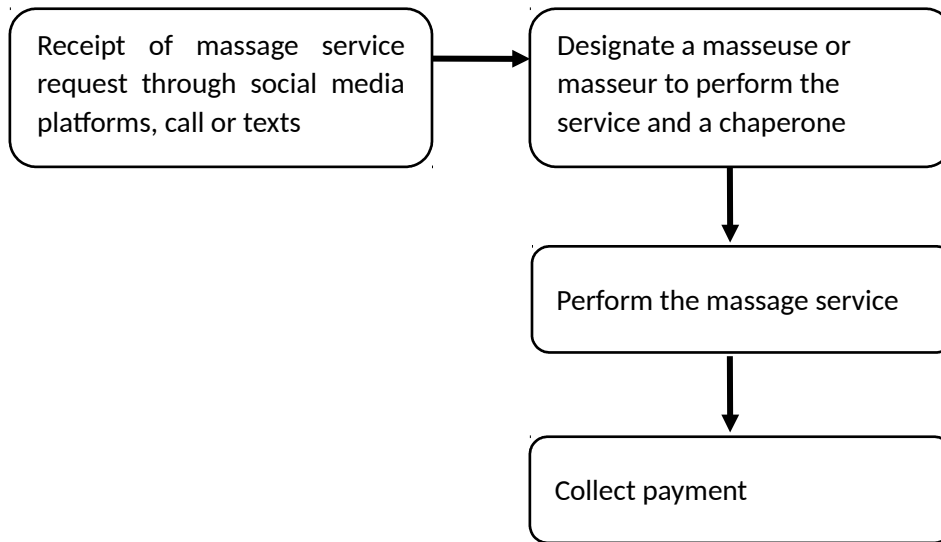 Receipt of massage service
request through social media
platforms, call or texts
Designate a masseuse or
masseur to perform the
service and a chaperone
Perform the massage service
Collect payment